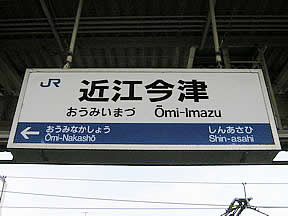 JR
近江今津
おうみいまづ Ōmi-Imazu
← おうみなかしょう しんあさひ
Ōmi-Nakashō Shin-asahi